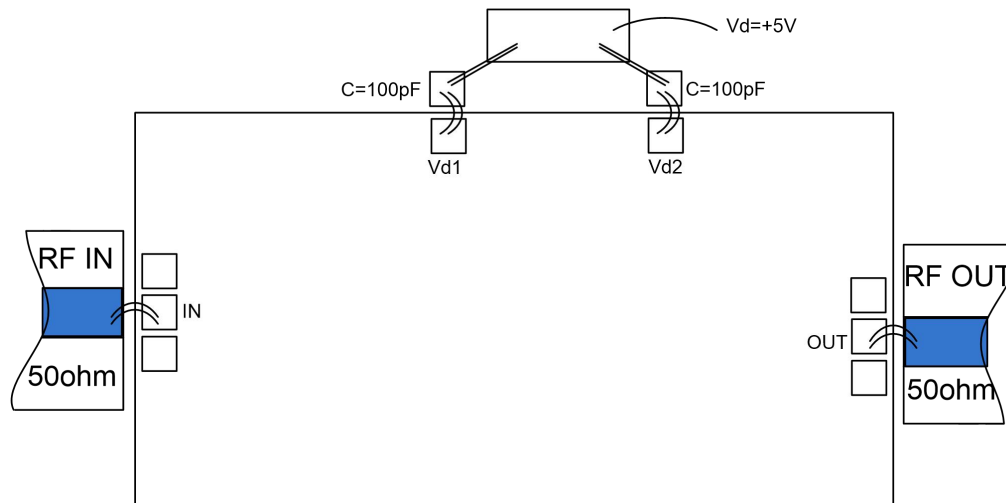 Vd=+5V
C=100pF
C=100pF
Vd1
Vd2
RF IN
IN
50ohm
RF OUT
OUT
50ohm